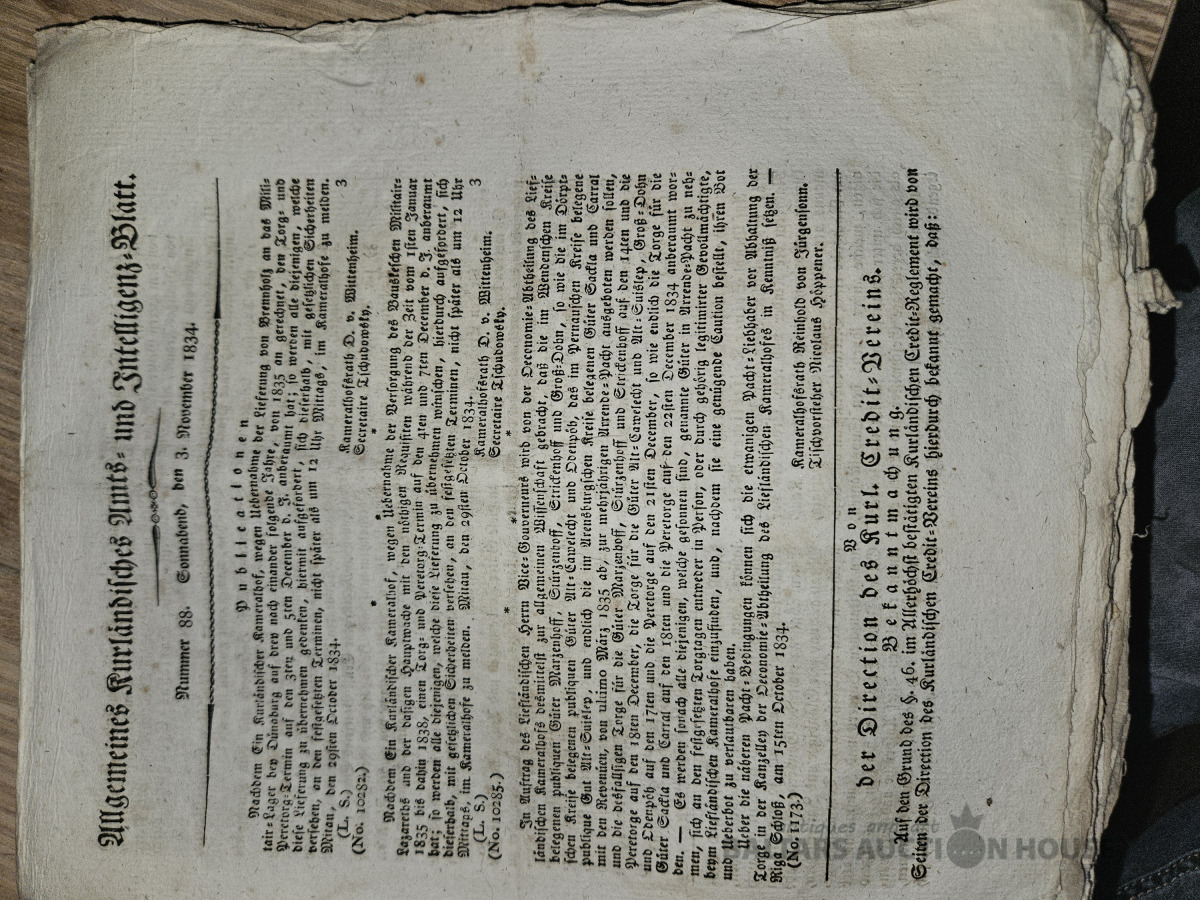 Allgemeines Kurländisches Amts- und Intelligenz-Blatt.
Nummer 88. Sonnabend, den 3. November 1834.
Publicationen
Nachdem Ein Kurländischer Kameralhof, wegen Uebernahme der Lieferung von Brennholz an das Mili-
tair-Lager bey Dünaburg auf drey nach einander folgende Jahre, von 1835 an gerechnet, den Torg- und
Peretorg-Termin auf den 3ten und 5ten December d. J. anberaumt hat; so werden alle diejenigen, welche
diese Lieferung zu übernehmen gedenken, hiermit aufgefordert, sich dieserhalb, mit gesetzlichen Sicherheiten
versehen, an den festgesetzten Terminen, nicht später als um 12 Uhr Mittags, im Kameralhofe zu melden.
Mitau, den 29sten October 1834. 3
(L. S.) Kameralhofsrath D. v. Wittenheim.
(No. 10282.) Secretaire Tschudowsky.
* * *
Nachdem Ein Kurländischer Kameralhof, wegen Uebernahme der Versorgung des Bauskeschen Militair-
Lazareths und der dasigen Hauptwache mit den nöthigen Requisiten während der Zeit vom 1sten Januar
1835 bis dahin 1838, einen Torg- und Peretorg-Termin auf den 4ten und 7ten December d. J. anberaumt
hat; so werden alle diejenigen, welche diese Lieferung zu übernehmen wünschen, hierdurch aufgefordert, sich
dieserhalb, mit gesetzlichen Sicherheiten versehen, an den festgesetzten Terminen, nicht später als um 12 Uhr
Mittags, im Kameralhofe zu melden. Mitau, den 29sten October 1834. 3
(L. S.) Kameralhofsrath D. v. Wittenheim.
(No. 10285.) Secretaire Tschudowsky.
* * *
In Auftrag des Liefländischen Herrn Vice-Gouverneurs wird von der Oeconomie-Abtheilung des Lief-
ländischen Kameralhofs desmittelst zur allgemeinen Wissenschaft gebracht, daß die im Wendenschen Kreise
belegenen publiquen Güter Marzenhoff, Stürzenhoff, Strickenhoff und Groß-Dohn, so wie die im Dörpt-
schen Kreise belegenen publiquen Güter Alt-Cawelecht und Odenpöh, das im Pernauschen Kreise belegene
publique Gut Alt-Suislep, und endlich die im Arensburgschen Kreise belegenen Güter Sackla und Carral
mit den Revenüen, von ultimo März 1835 ab, zur mehrjährigen Arrende-Pacht ausgeboten werden sollen,
und die desfallsigen Torge für die Güter Marzenhoff, Stürzenhoff und Strickenhoff auf den 14ten und die
Peretorge auf den 18ten December, die Torge für die Güter Alt-Cawelecht und Alt-Suislep, Groß-Dohn
und Odenpöh auf den 17ten und die Peretorge auf den 21sten December, so wie endlich die Torge für die
Güter Sackla und Carral auf den 18ten und die Peretorge auf den 22sten December 1834 anberaumt wor-
den. — Es werden sonach alle diejenigen, welche gesonnen sind, genannte Güter in Arrende-Pacht zu neh-
men, sich an den festgesetzten Torgtagen entweder in Person, oder durch gehörig legitimirter Gevollmächtigte,
beym Liefländischen Kameralhofe einzufinden, und, nachdem sie eine genügende Caution bestellt, ihren Bot
und Ueberbot zu verlautbaren haben.
Ueber die näheren Pacht-Bedingungen können sich die etwanigen Pacht-Liebhaber vor Abhaltung der
Torge in der Kanzelley der Oeconomie-Abtheilung des Liefländischen Kameralhofes in Kenntniß setzen. —
Riga Schloß, am 15ten October 1834.
Kameralhofsrath Reinhold von Jürgensonn.
(No. 1173.) Tischvorsteher Nicolaus Höppener.
Von
der Direction des Kurl. Credit-Vereins.
Bekanntmachung.
Auf den Grund des §. 46. im Allerhöchst bestätigten Kurländischen Credit-Reglement wird von
Seiten der Direction des Kurländischen Credit-Vereins hierdurch bekannt gemacht, daß:
antiques and art
AUCTION HOUSE